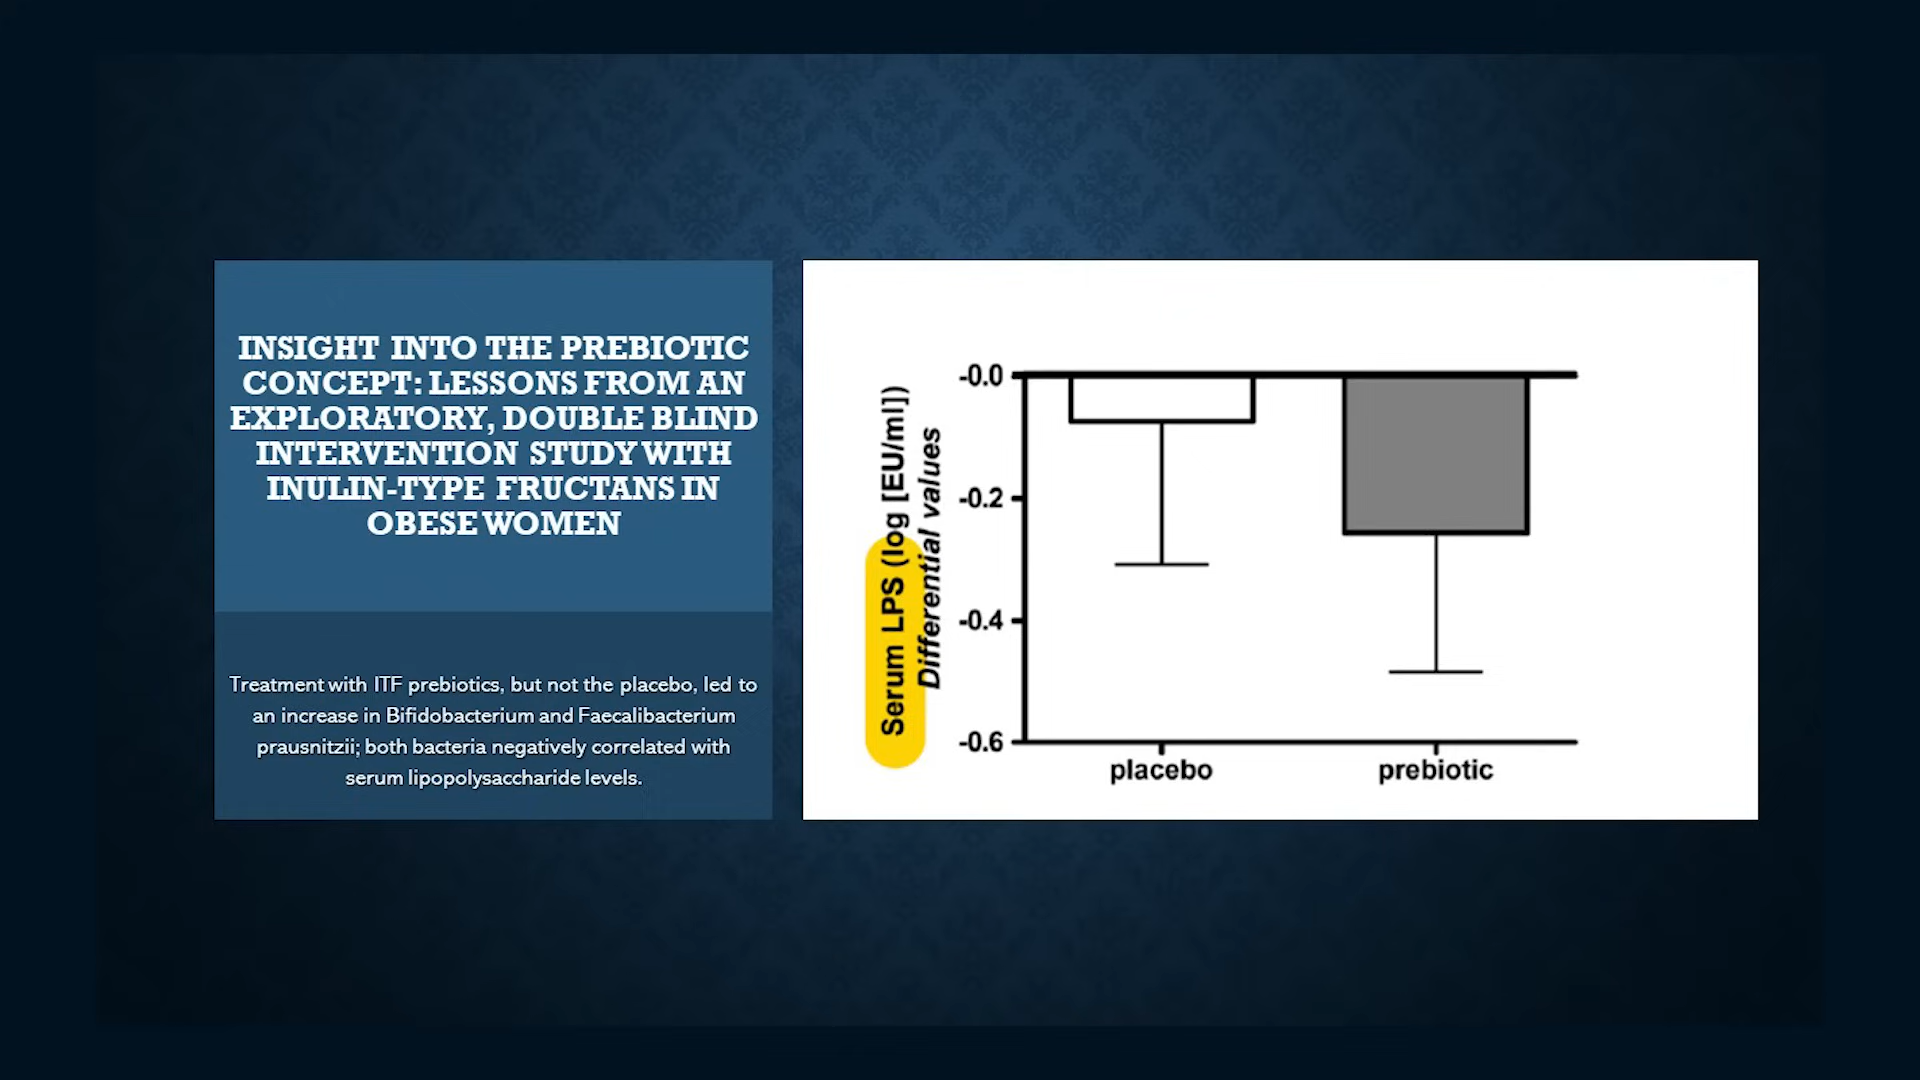 INSIGHT INTO THE PREBIOTIC
CONCEPT: LESSONS FROM AN
EXPLORATORY, DOUBLE BLIND
INTERVENTION STUDY WITH
INULIN-TYPE FRUCTANS IN
OBESE WOMEN
Treatment with ITF prebiotics, but not the placebo, led to
an increase in Bifidobacterium and Faecalibacterium
prausnitzii; both bacteria negatively correlated with
serum lipopolysaccharide levels.
Serum LPS (log [EU/ml])
Differential values
-0.0
-0.2
-0.4
-0.6
placebo
prebiotic